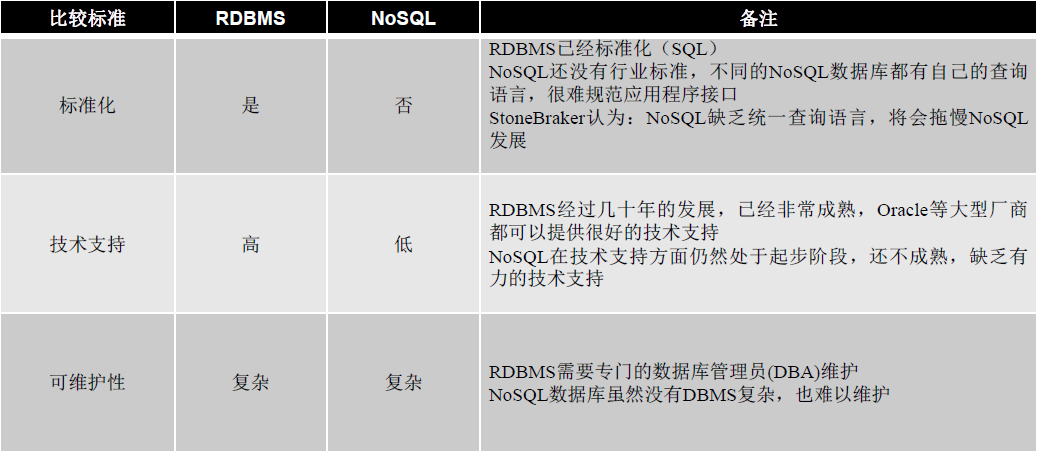 比较标准 RDBMS NoSQL 备注
标准化 是 否
RDBMS已经标准化（SQL）
NoSQL还没有行业标准，不同的NoSQL数据库都有自己的查询
语言，很难规范应用程序接口
StoneBraker认为：NoSQL缺乏统一查询语言，将会拖慢NoSQL
发展
技术支持 高 低
RDBMS经过几十年的发展，已经非常成熟，Oracle等大型厂商
都可以提供很好的技术支持
NoSQL在技术支持方面仍然处于起步阶段，还不成熟，缺乏有
力的技术支持
可维护性 复杂 复杂
RDBMS需要专门的数据库管理员(DBA)维护
NoSQL数据库虽然没有DBMS复杂，也难以维护